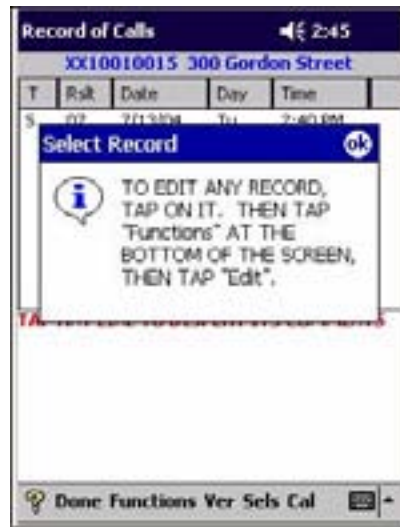 Record of Calls 2:45
XX10010015 300 Gordon Street
T Rslt Date Day Time
S 07 7/13/04 Tu 2:40 PM
Select Record ok
TO EDIT ANY RECORD,
TAP ON IT. THEN TAP
"Functions" AT THE
BOTTOM OF THE SCREEN,
THEN TAP "Edit".
Done Functions Ver Sels Cal